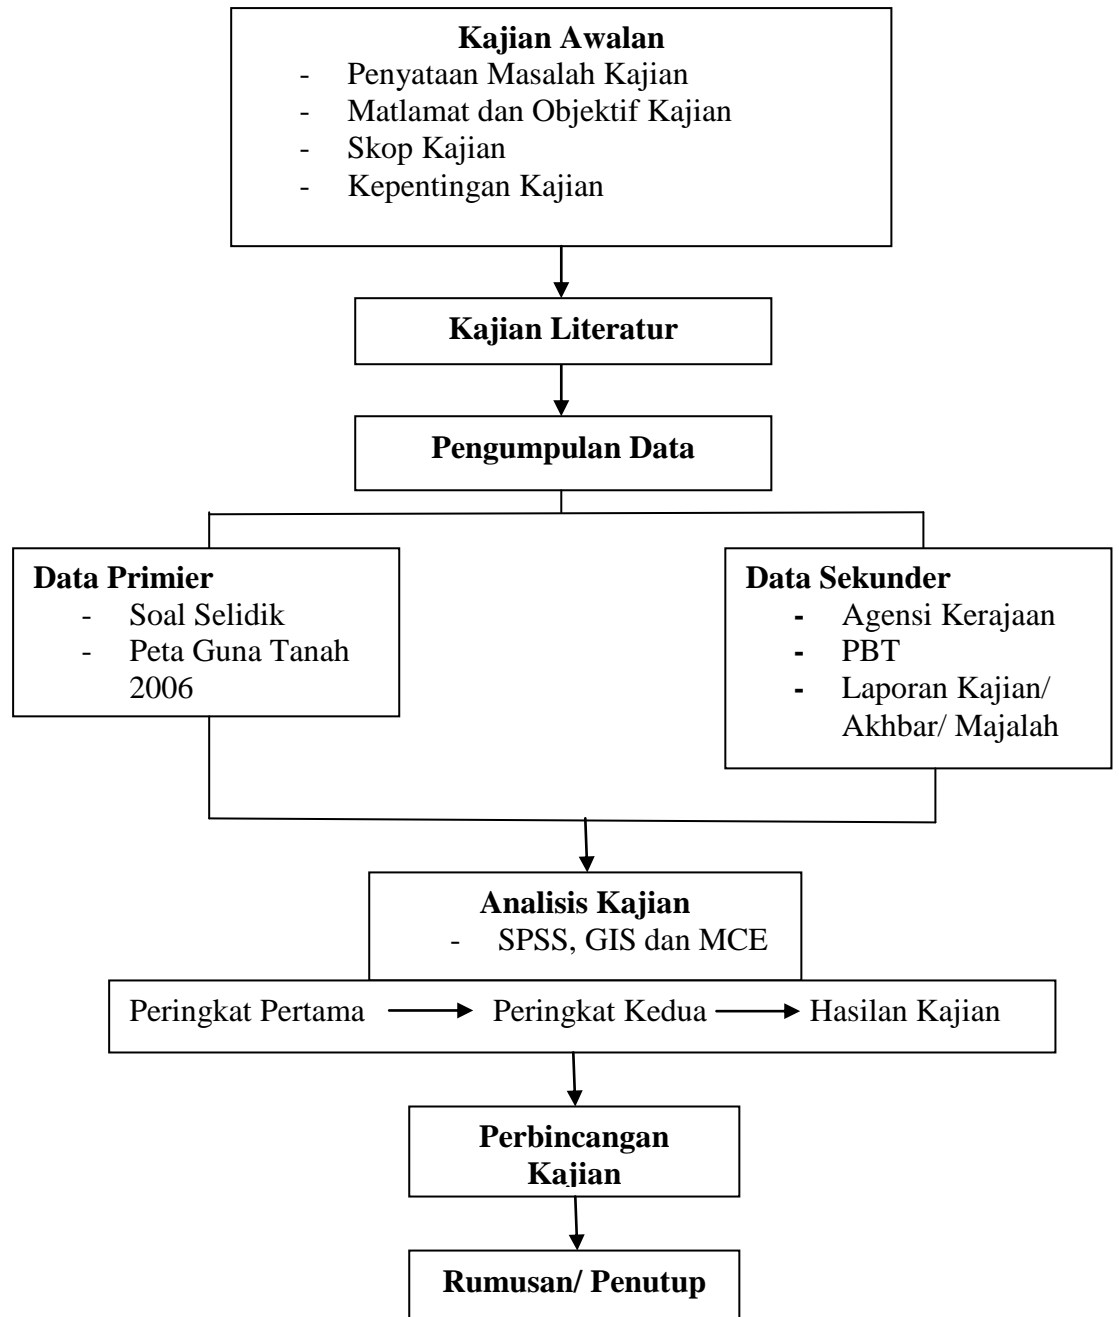 Kajian Awalan
- Penyataan Masalah Kajian
- Matlamat dan Objektif Kajian
- Skop Kajian
- Kepentingan Kajian
Kajian Literatur
Pengumpulan Data
Data Primier
- Soal Selidik
- Peta Guna Tanah
2006
Data Sekunder
- Agensi Kerajaan
- PBT
- Laporan Kajian/
Akhbar/ Majalah
Analisis Kajian
- SPSS, GIS dan MCE
Peringkat Pertama Peringkat Kedua Hasilan Kajian
Perbincangan
Kajian
Rumusan/ Penutup